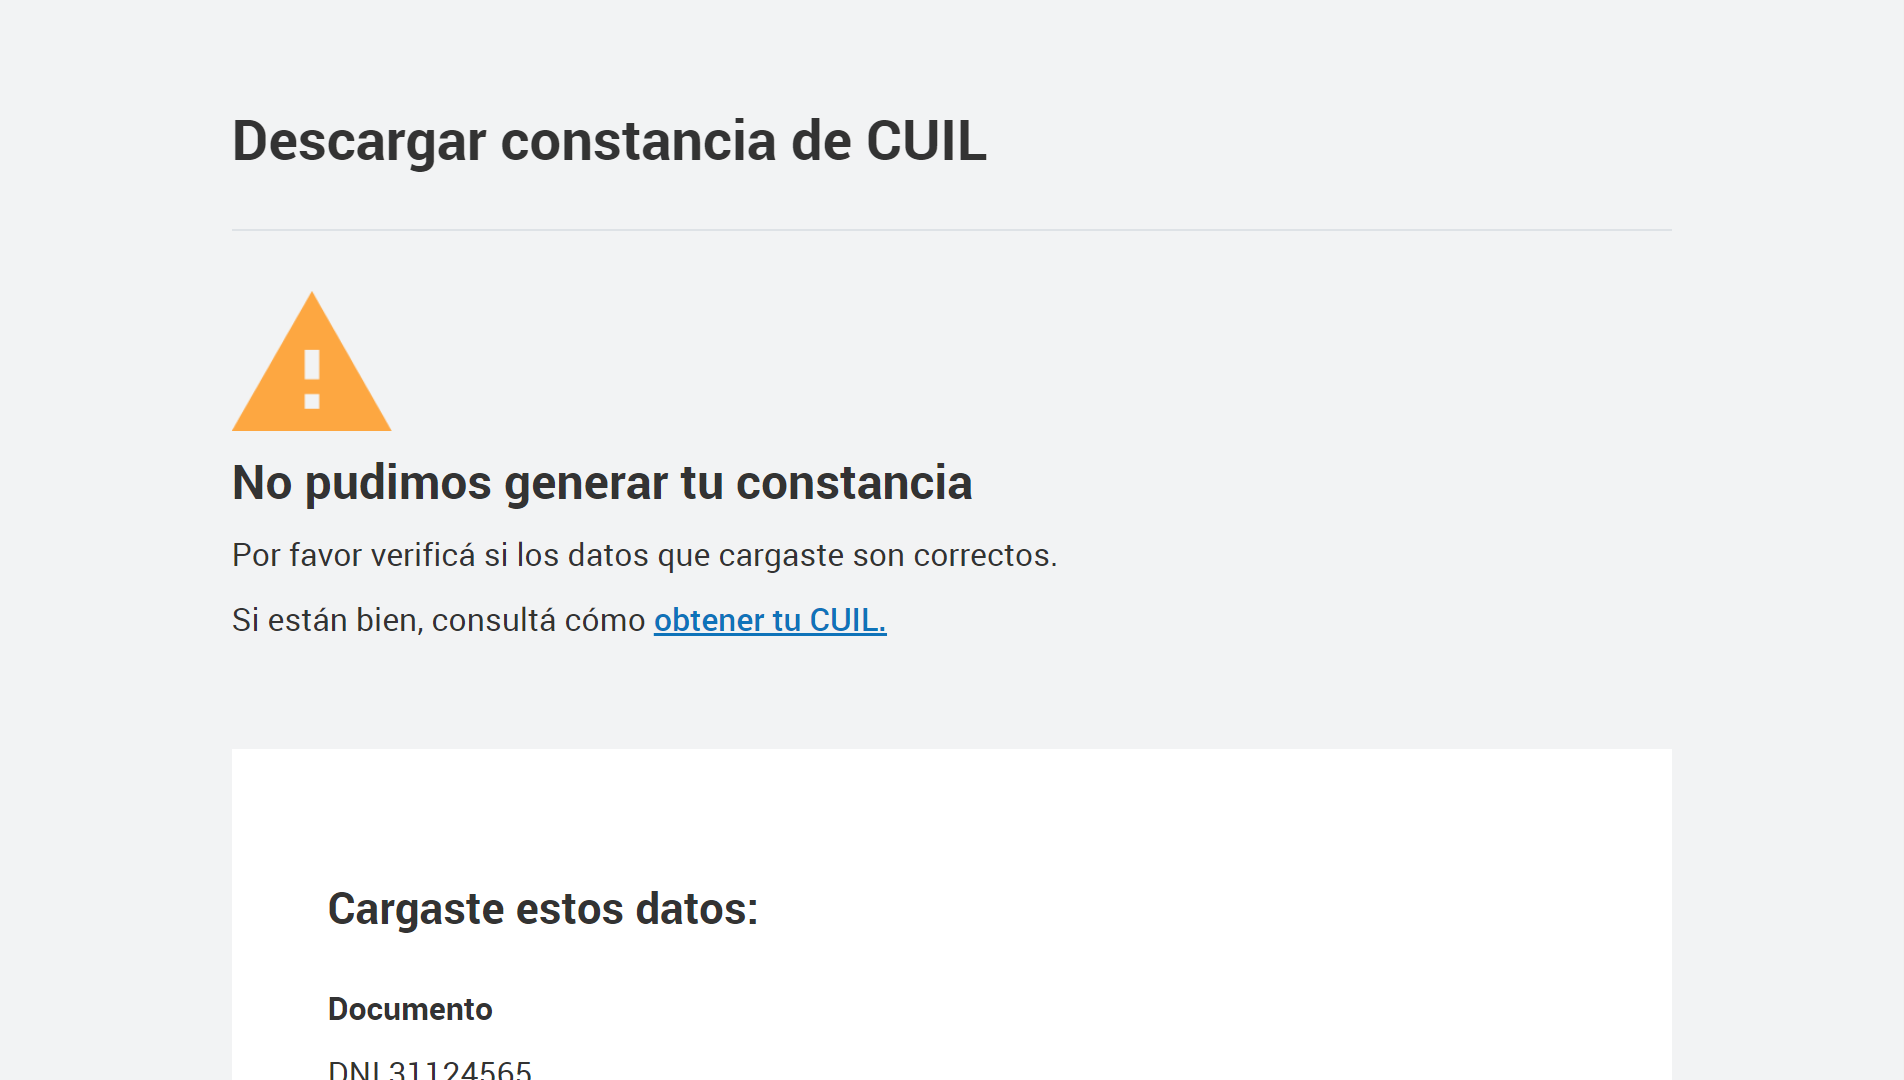 Descargar constancia de CUIL
No pudimos generar tu constancia
Por favor verificá si los datos que cargaste son correctos.
Si están bien, consultá cómo obtener tu CUIL.
Cargaste estos datos:
Documento
DNI 31124565